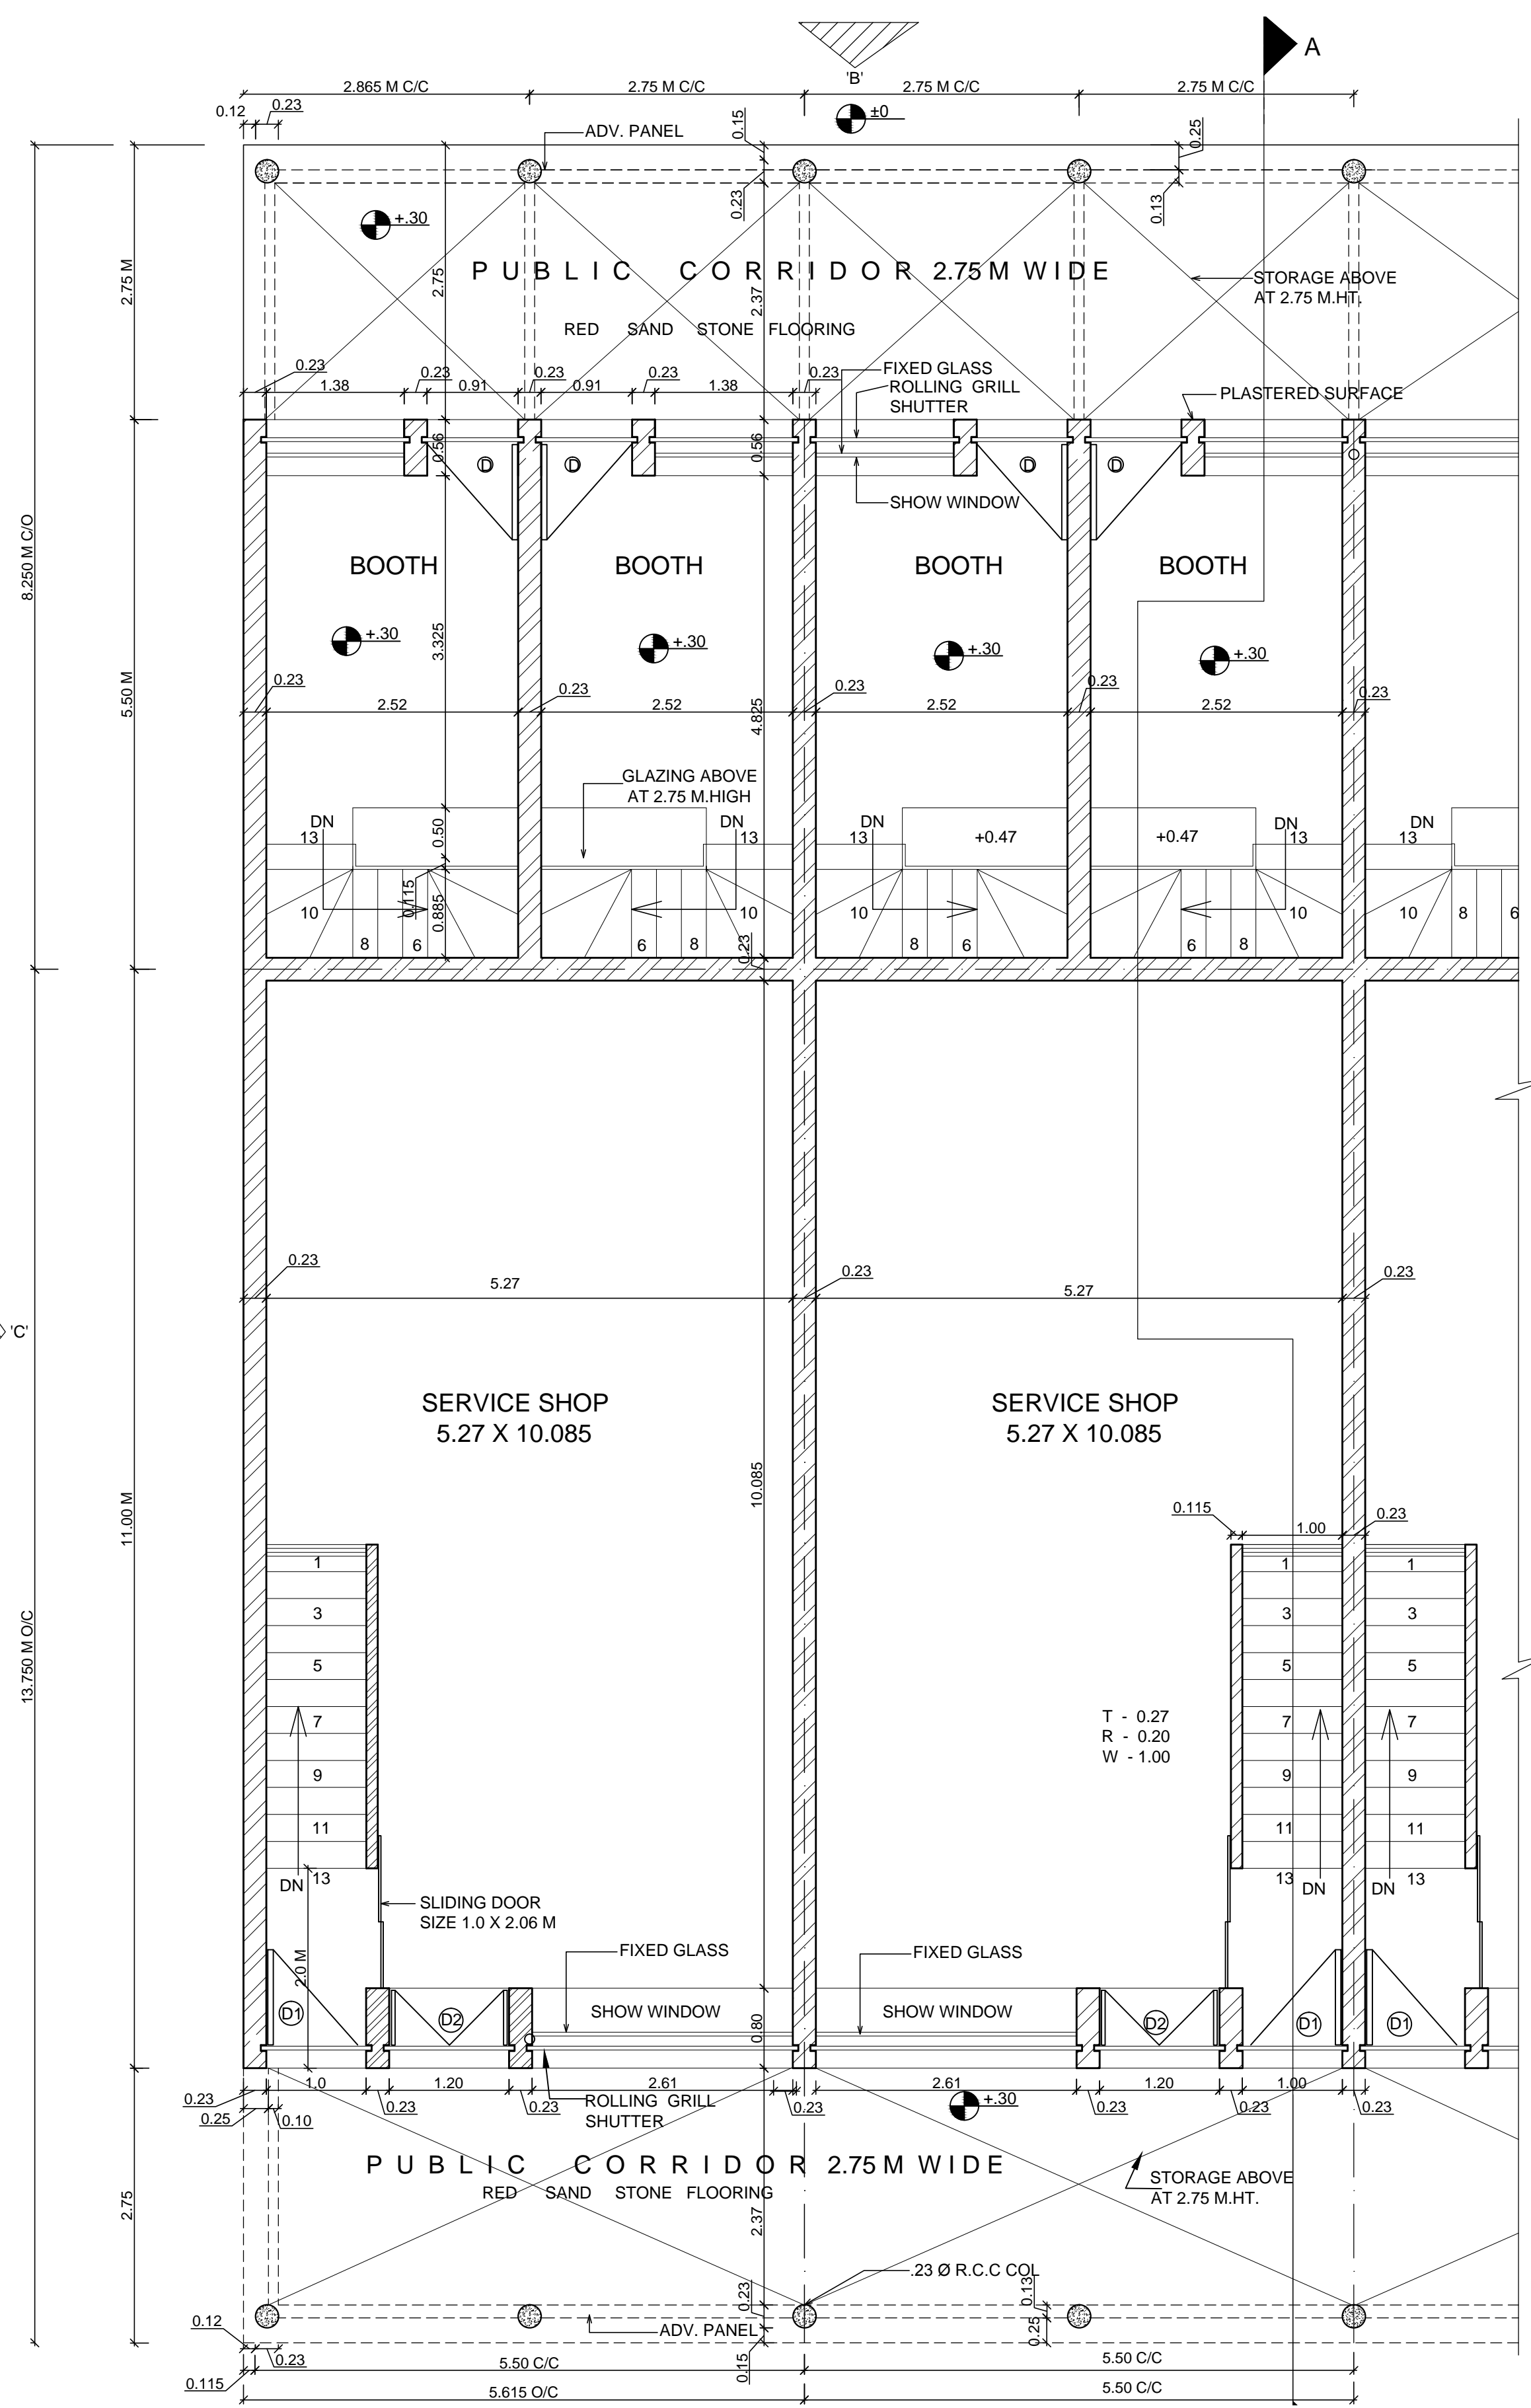 A
'B'
2.865 M C/C
2.75 M C/C
2.75 M C/C
2.75 M C/C
0.12
0.23
ADV. PANEL
0.15
±0
0.25
0.23
0.13
+.30
PUBLIC CORRIDOR 2.75 M WIDE
STORAGE ABOVE
AT 2.75 M.HT.
2.75 M
2.75
2.37
RED SAND STONE FLOORING
0.23
1.38
0.23
0.91
0.23
0.91
0.23
1.38
0.23
FIXED GLASS
ROLLING GRILL
SHUTTER
PLASTERED SURFACE
0.56
0.56
D
D
D
D
SHOW WINDOW
8.250 M C/O
BOOTH
BOOTH
BOOTH
BOOTH
+.30
+.30
+.30
+.30
3.325
5.50 M
0.23
2.52
0.23
2.52
0.23
2.52
0.23
2.52
0.23
4.825
GLAZING ABOVE
AT 2.75 M.HIGH
DN
13
0.50
DN
13
DN
13
+0.47
+0.47
DN
13
DN
13
0.115
0.885
10
8
6
6
8
10
10
8
6
6
8
10
10
8
6
0.23
0.23
5.27
0.23
5.27
0.23
'C'
SERVICE SHOP
5.27 X 10.085
SERVICE SHOP
5.27 X 10.085
10.085
11.00 M
13.750 M O/C
0.115
1.00
0.23
1
3
5
7
9
11
13
DN
1
3
5
7
9
11
13
DN
1
3
5
7
9
11
13
DN
T - 0.27
R - 0.20
W - 1.00
SLIDING DOOR
SIZE 1.0 X 2.06 M
2.0 M
FIXED GLASS
FIXED GLASS
D1
D2
SHOW WINDOW
0.80
SHOW WINDOW
D2
D1
D1
0.23
1.0
0.23
1.20
0.23
2.61
0.23
2.61
0.23
1.20
0.23
1.00
0.23
0.25
0.10
ROLLING GRILL
SHUTTER
+.30
PUBLIC CORRIDOR 2.75 M WIDE
RED SAND STONE FLOORING
STORAGE ABOVE
AT 2.75 M.HT.
2.75
2.37
.23 Ø R.C.C COL
0.23
0.13
0.25
0.12
ADV. PANEL
0.23
0.15
0.115
5.50 C/C
5.50 C/C
5.615 O/C
5.50 C/C